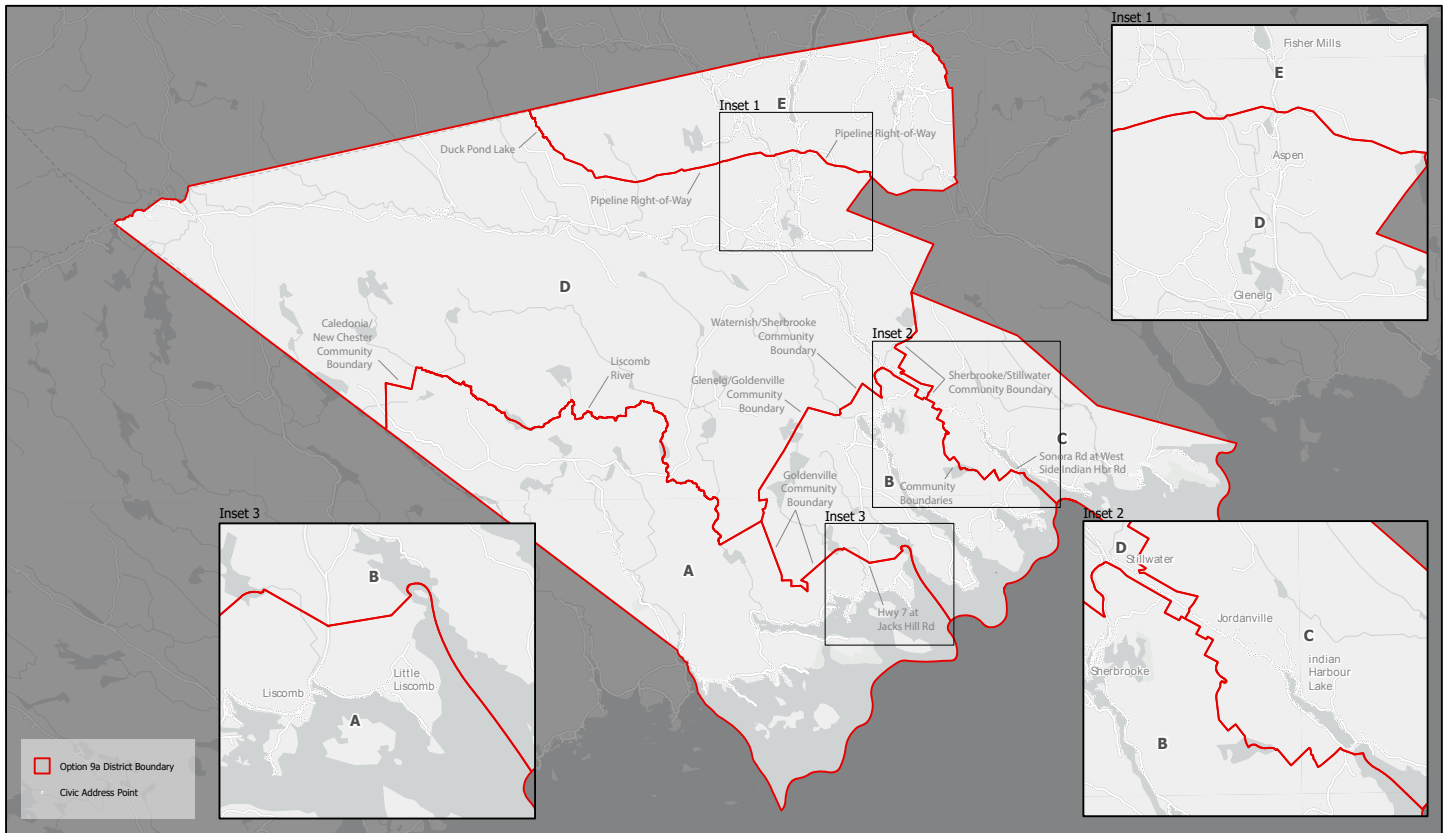 Inset 1
Fisher Mills
E
Aspen
D
Glenelg
E
Inset 1
Pipeline Right-of-Way
Duck Pond Lake
Pipeline Right-of-Way
D
Caledonia/
New Chester
Community
Boundary
Liscomb
River
Waternish/Sherbrooke
Community
Boundary
Glenelg/Goldenville
Community
Boundary
Inset 2
Sherbrooke/Stillwater
Community Boundary
C
Sonora Rd at West
Side Indian Hbr Rd
B
Community
Boundaries
Goldenville
Community
Boundary
Inset 3
A
Hwy 7 at
Jacks Hill Rd
Inset 3
B
Little
Liscomb
Liscomb
A
Inset 2
D
Stillwater
Jordanville
C
Sherbrooke
indian
Harbour
Lake
B
Option 9a District Boundary
Civic Address Point